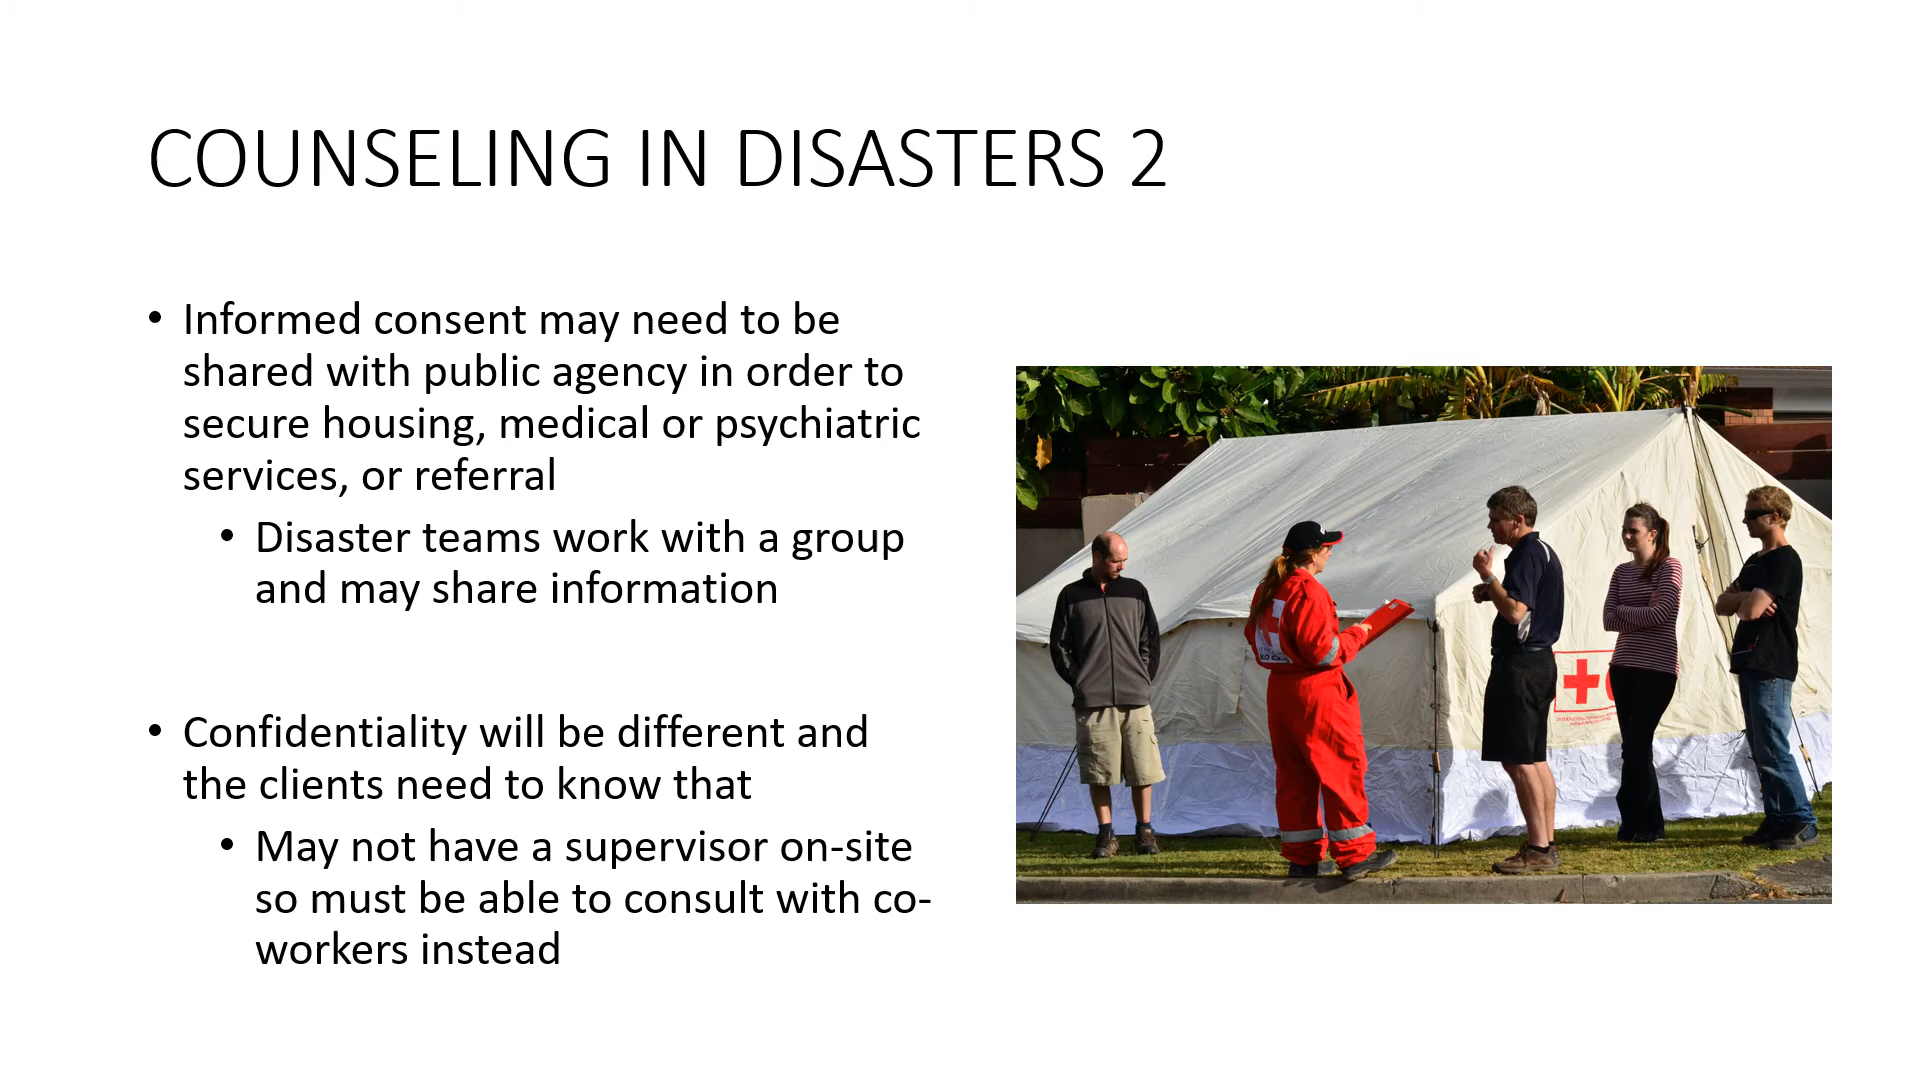 COUNSELING IN DISASTERS 2
• Informed consent may need to be
shared with public agency in order to
secure housing, medical or psychiatric
services, or referral
• Disaster teams work with a group
and may share information
• Confidentiality will be different and
the clients need to know that
• May not have a supervisor on-site
so must be able to consult with co-
workers instead